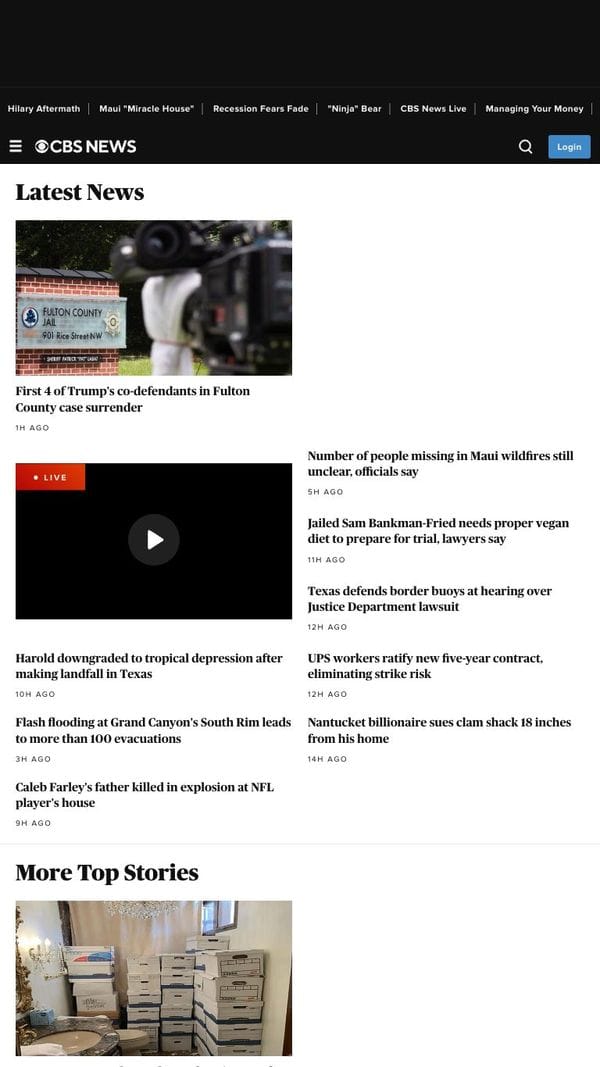 Hilary Aftermath
Maui "Miracle House"
Recession Fears Fade
"Ninja" Bear
CBS News Live
Managing Your Money
CBS NEWS
Login
Latest News
FULTON COUNTY
JAIL
901 Rice Street NW
First 4 of Trump's co-defendants in Fulton
County case surrender
1H AGO
LIVE
Harold downgraded to tropical depression after
making landfall in Texas
10H AGO
Flash flooding at Grand Canyon's South Rim leads
to more than 100 evacuations
3H AGO
Caleb Farley's father killed in explosion at NFL
player's house
9H AGO
Number of people missing in Maui wildfires still
unclear, officials say
5H AGO
Jailed Sam Bankman-Fried needs proper vegan
diet to prepare for trial, lawyers say
11H AGO
Texas defends border buoys at hearing over
Justice Department lawsuit
12H AGO
UPS workers ratify new five-year contract,
eliminating strike risk
12H AGO
Nantucket billionaire sues clam shack 18 inches
from his home
14H AGO
More Top Stories